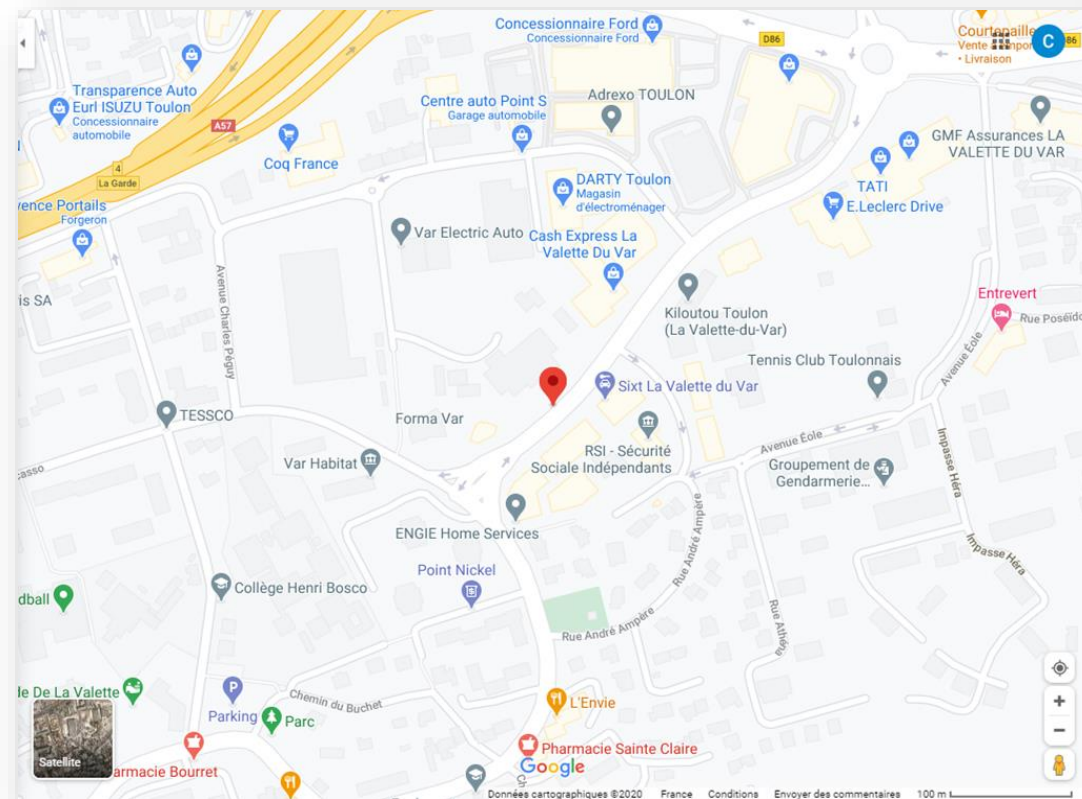 Concessionnaire Ford
Concessionnaire Ford
D86
Courtepaille
Vente à empor
• Livraison
C
86
Transparence Auto
Eurl ISUZU Toulon
Concessionnaire
automobile
A57
Centre auto Point S
Garage automobile
Adrexo TOULON
GMF Assurances LA
VALETTE DU VAR
4
La Garde
Coq France
DARTY Toulon
Magasin
d'électroménager
TATI
E.Leclerc Drive
vence Portails
Forgeron
Var Electric Auto
Cash Express La
Valette Du Var
is SA
Avenue Charles Péguy
Kiloutou Toulon
(La Valette-du-Var)
Entrevert
Rue Poséido
Tennis Club Toulonnais
Avenue Éole
Sixt La Valette du Var
TESSCO
Forma Var
RSI - Sécurité
Sociale Indépendants
Avenue Éole
Impasse Héra
casso
Var Habitat
Groupement de
Gendarmerie...
ENGIE Home Services
Rue André Ampère
Impasse Héra
Point Nickel
Collège Henri Bosco
dball
Rue André Ampère
Rue Athéna
le De La Valette
Parking
P
Chemin du Buchet
Parc
L'Envie
Satellite
armacie Bourret
Pharmacie Sainte Claire
Google
Données cartographiques ©2020 France Conditions Envoyer des commentaires 100 m